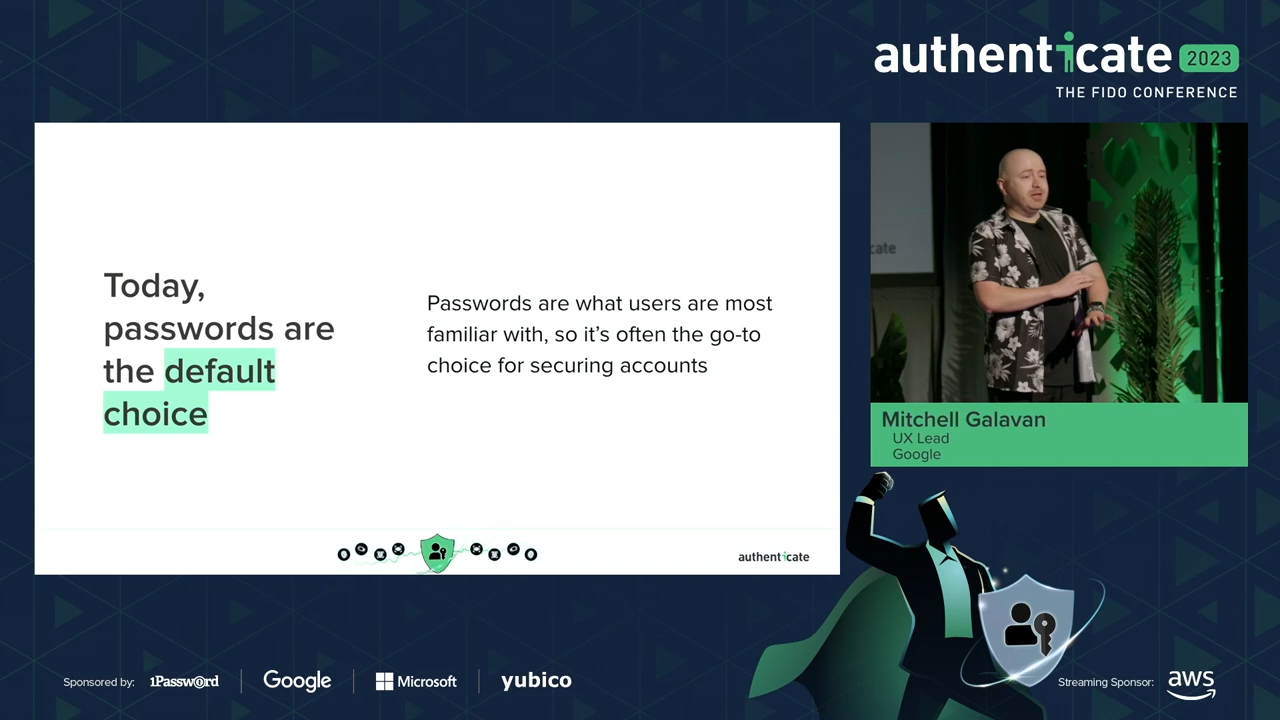 authenticate 2023
THE FIDO CONFERENCE
Today,
passwords are
the default
choice
Passwords are what users are most
familiar with, so it's often the go-to
choice for securing accounts
authenticate
cate
Mitchell Galavan
UX Lead
Google
Sponsored by: 1Password Google Microsoft yubico
Streaming Sponsor: aws